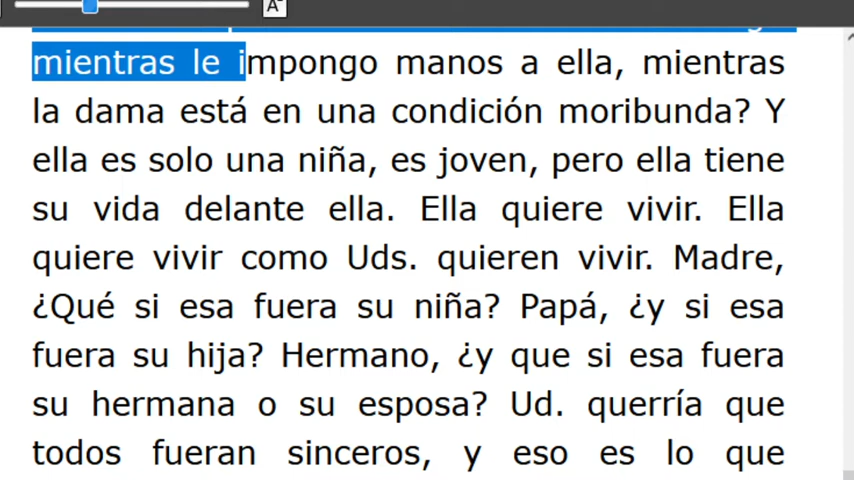 A
mientras le impongo manos a ella, mientras
la dama está en una condición moribunda? Y
ella es solo una niña, es joven, pero ella tiene
su vida delante ella. Ella quiere vivir. Ella
quiere vivir como Uds. quieren vivir. Madre,
¿Qué si esa fuera su niña? Papá, ¿y si esa
fuera su hija? Hermano, ¿y que si esa fuera
su hermana o su esposa? Ud. querría que
todos fueran sinceros, y eso es lo que